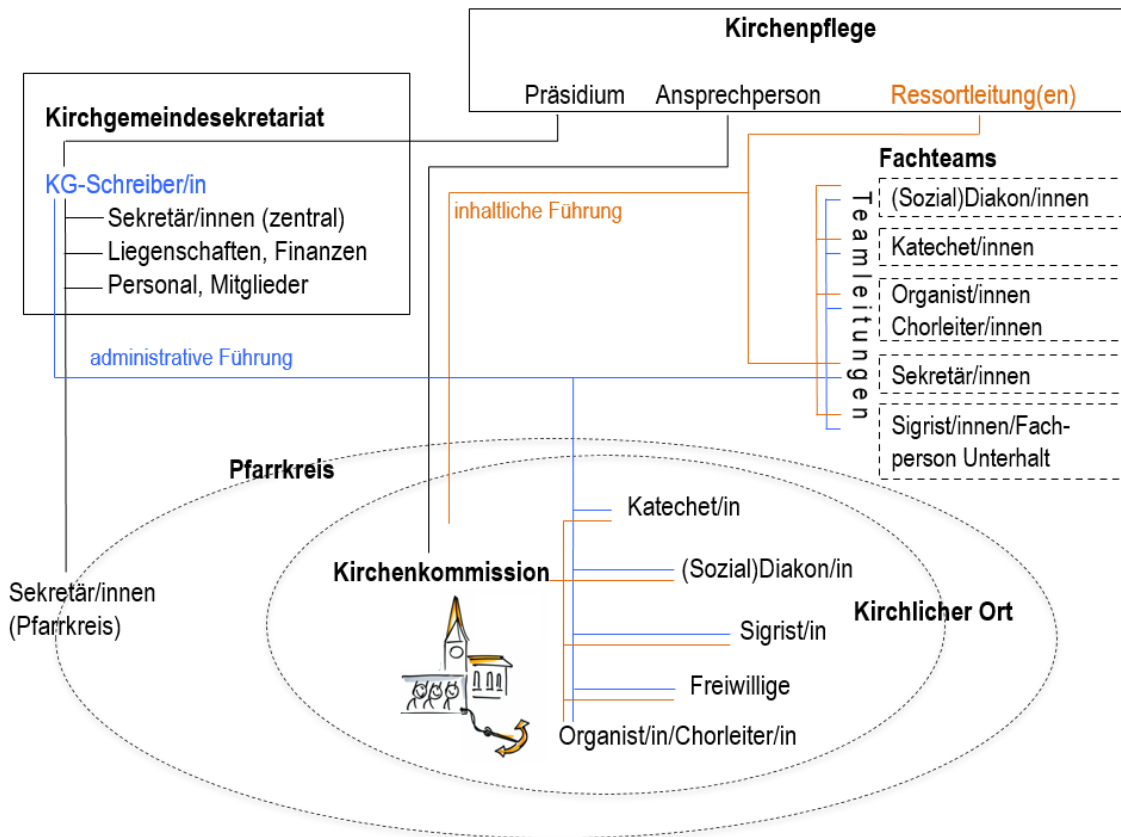 Kirchenpflege
Präsidium
Ansprechperson
Ressortleitung(en)
Kirchgemeindesekretariat
KG-Schreiber/in
Sekretär/innen (zentral)
Liegenschaften, Finanzen
Personal, Mitglieder
inhaltliche Führung
administrative Führung
Fachteams
Teamleitungen
(Sozial)Diakon/innen
Katechet/innen
Organist/innen
Chorleiter/innen
Sekretär/innen
Sigrist/innen/Fach-
person Unterhalt
Pfarrkreis
Katechet/in
Kirchenkommission
(Sozial)Diakon/in
Sekretär/innen
(Pfarrkreis)
Kirchlicher Ort
Sigrist/in
Freiwillige
Organist/in/Chorleiter/in